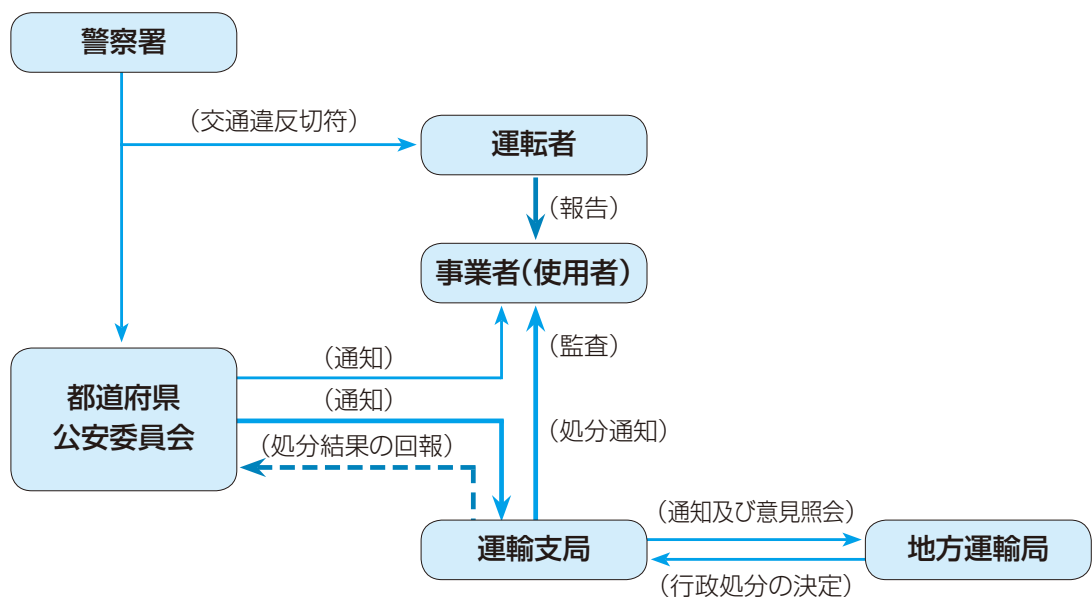 警察署
（交通違反切符）
運転者
（報告）
事業者（使用者）
（監査）
（通知）
都道府県
公安委員会
（通知）
（処分通知）
（処分結果の回報）
（通知及び意見照会）
運輸支局
地方運輸局
（行政処分の決定）